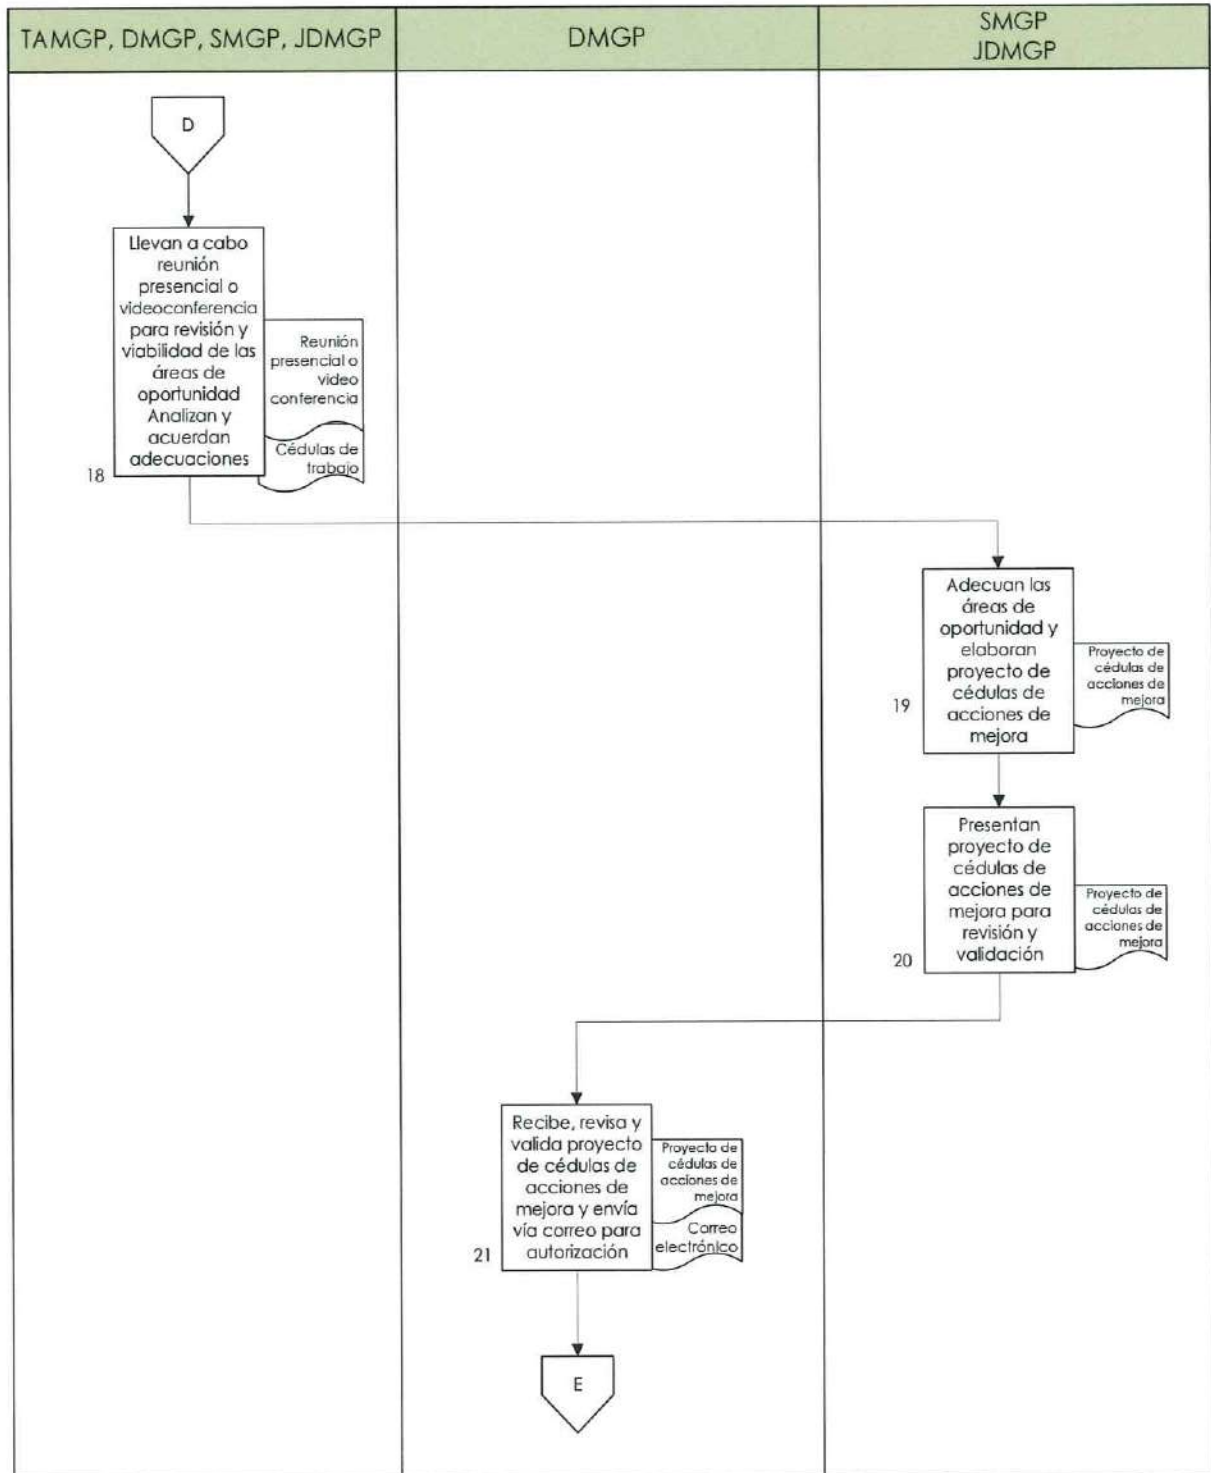 TAMGP, DMGP, SMGP, JDMGP
DMGP
SMGP
JDMGP
D
Llevan a cabo
reunión
presencial o
videoconferencia
para revisión y
viabilidad de las
áreas de
oportunidad
Analizan y
acuerdan
adecuaciones
Reunión
presencial o
video
conferencia
Cédulas de
trabajo
18
Adecuan las
áreas de
oportunidad y
elaboran
proyecto de
cédulas de
acciones de
mejora
Proyecto de
cédulas de
acciones de
mejora
19
Presentan
proyecto de
cédulas de
acciones de
mejora para
revisión y
validación
Proyecto de
cédulas de
acciones de
mejora
20
Recibe, revisa y
valida proyecto
de cédulas de
acciones de
mejora y envía
vía correo para
autorización
Proyecto de
cédulas de
acciones de
mejora
Correo
electrónico
21
E